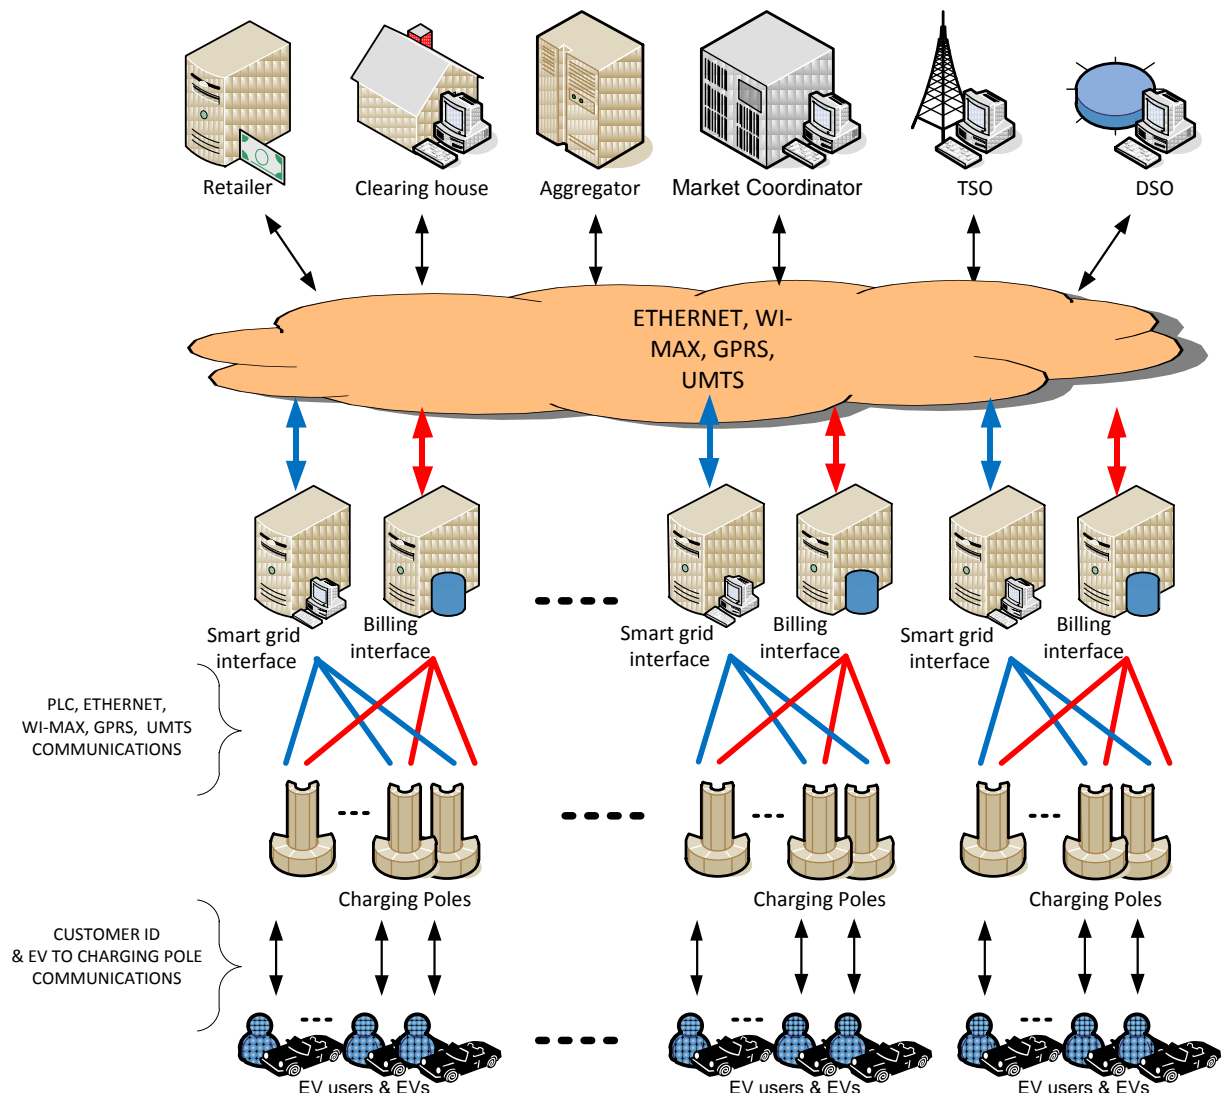 Retailer
Clearing house
Aggregator
Market Coordinator
TSO
DSO
ETHERNET, WI-
MAX, GPRS,
UMTS
Smart grid
interface
Billing
interface
Smart grid
interface
Billing
interface
Smart grid
interface
Billing
interface
PLC, ETHERNET,
WI-MAX, GPRS, UMTS
COMMUNICATIONS
Charging Poles
Charging Poles
Charging Poles
CUSTOMER ID
& EV TO CHARGING POLE
COMMUNICATIONS
EV users & EVs
EV users & EVs
EV users & EVs